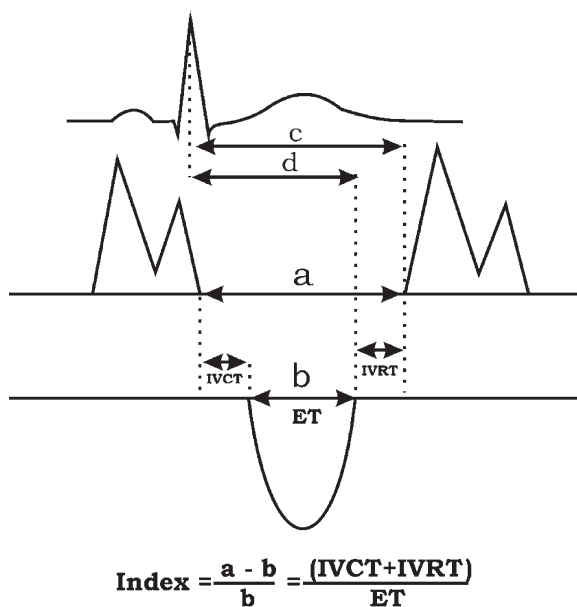 c
d
a
IVCT
b
IVRT
ET
Index = a - b / b = (IVCT+IVRT) / ET